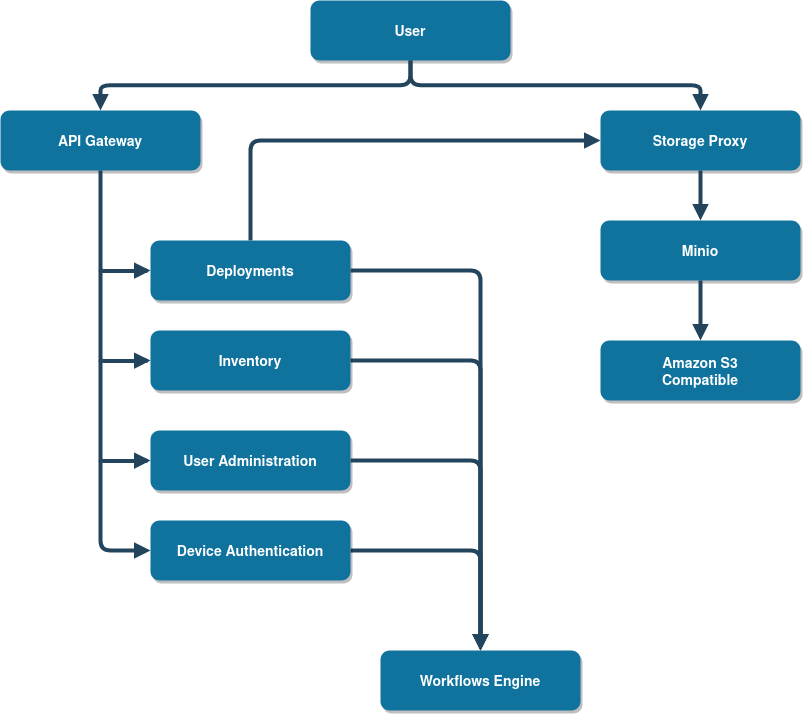 User
API Gateway
Storage Proxy
Deployments
Minio
Inventory
Amazon S3
Compatible
User Administration
Device Authentication
Workflows Engine